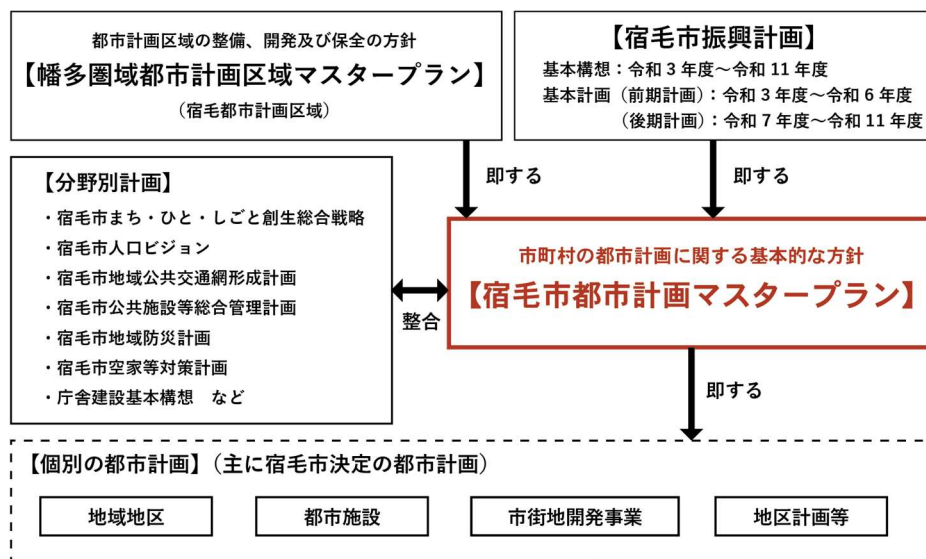 都市計画区域の整備、開発及び保全の方針
【幡多圏域都市計画区域マスタープラン】
（宿毛都市計画区域）
【宿毛市振興計画】
基本構想：令和3年度～令和11年度
基本計画（前期計画）：令和3年度～令和6年度
（後期計画）：令和7年度～令和11年度
即する
即する
【分野別計画】
・宿毛市まち・ひと・しごと創生総合戦略
・宿毛市人口ビジョン
・宿毛市地域公共交通網形成計画
・宿毛市公共施設等総合管理計画
・宿毛市地域防災計画
・宿毛市空家等対策計画
・庁舎建設基本構想　など
整合
市町村の都市計画に関する基本的な方針
【宿毛市都市計画マスタープラン】
即する
【個別の都市計画】（主に宿毛市決定の都市計画）
地域地区
都市施設
市街地開発事業
地区計画等